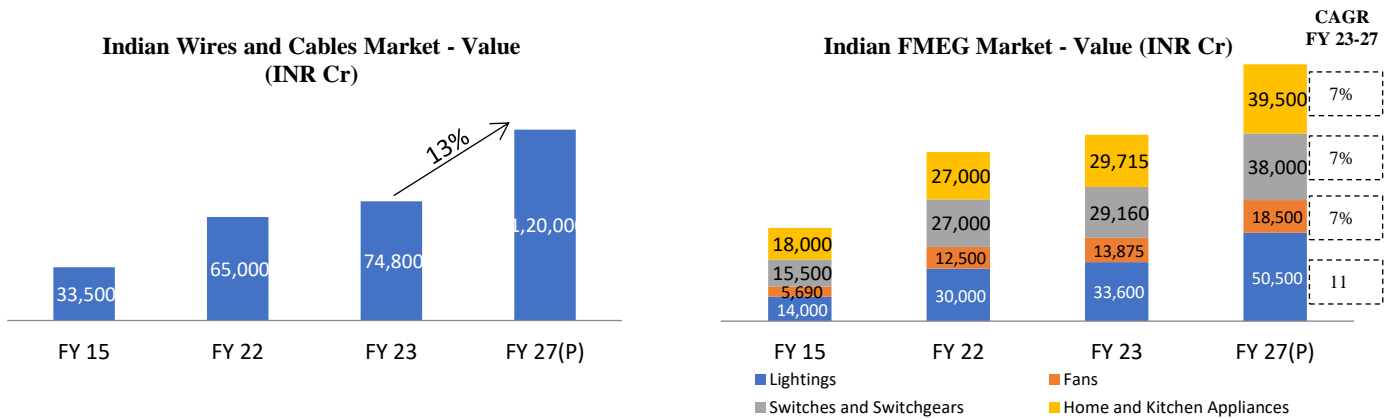 Indian Wires and Cables Market - Value
(INR Cr)
13%
33,500
65,000
74,800
1,20,000
FY 15
FY 22
FY 23
FY 27(P)
Indian FMEG Market - Value (INR Cr)
CAGR
FY 23-27
18,000
15,500
5,690
14,000
27,000
27,000
12,500
30,000
29,715
29,160
13,875
33,600
39,500
38,000
18,500
50,500
7%
7%
7%
11
FY 15
FY 22
FY 23
FY 27(P)
Lightings
Fans
Switches and Switchgears
Home and Kitchen Appliances